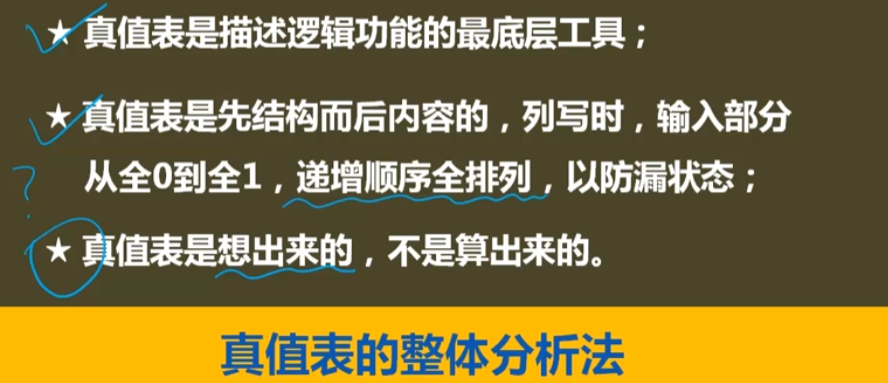 ★ 真值表是描述逻辑功能的最底层工具；
★ 真值表是先结构而后内容的，列写时，输入部分
从全0到全1，递增顺序全排列，以防漏状态；
?
★ 真值表是想出来的，不是算出来的。
真值表的整体分析法